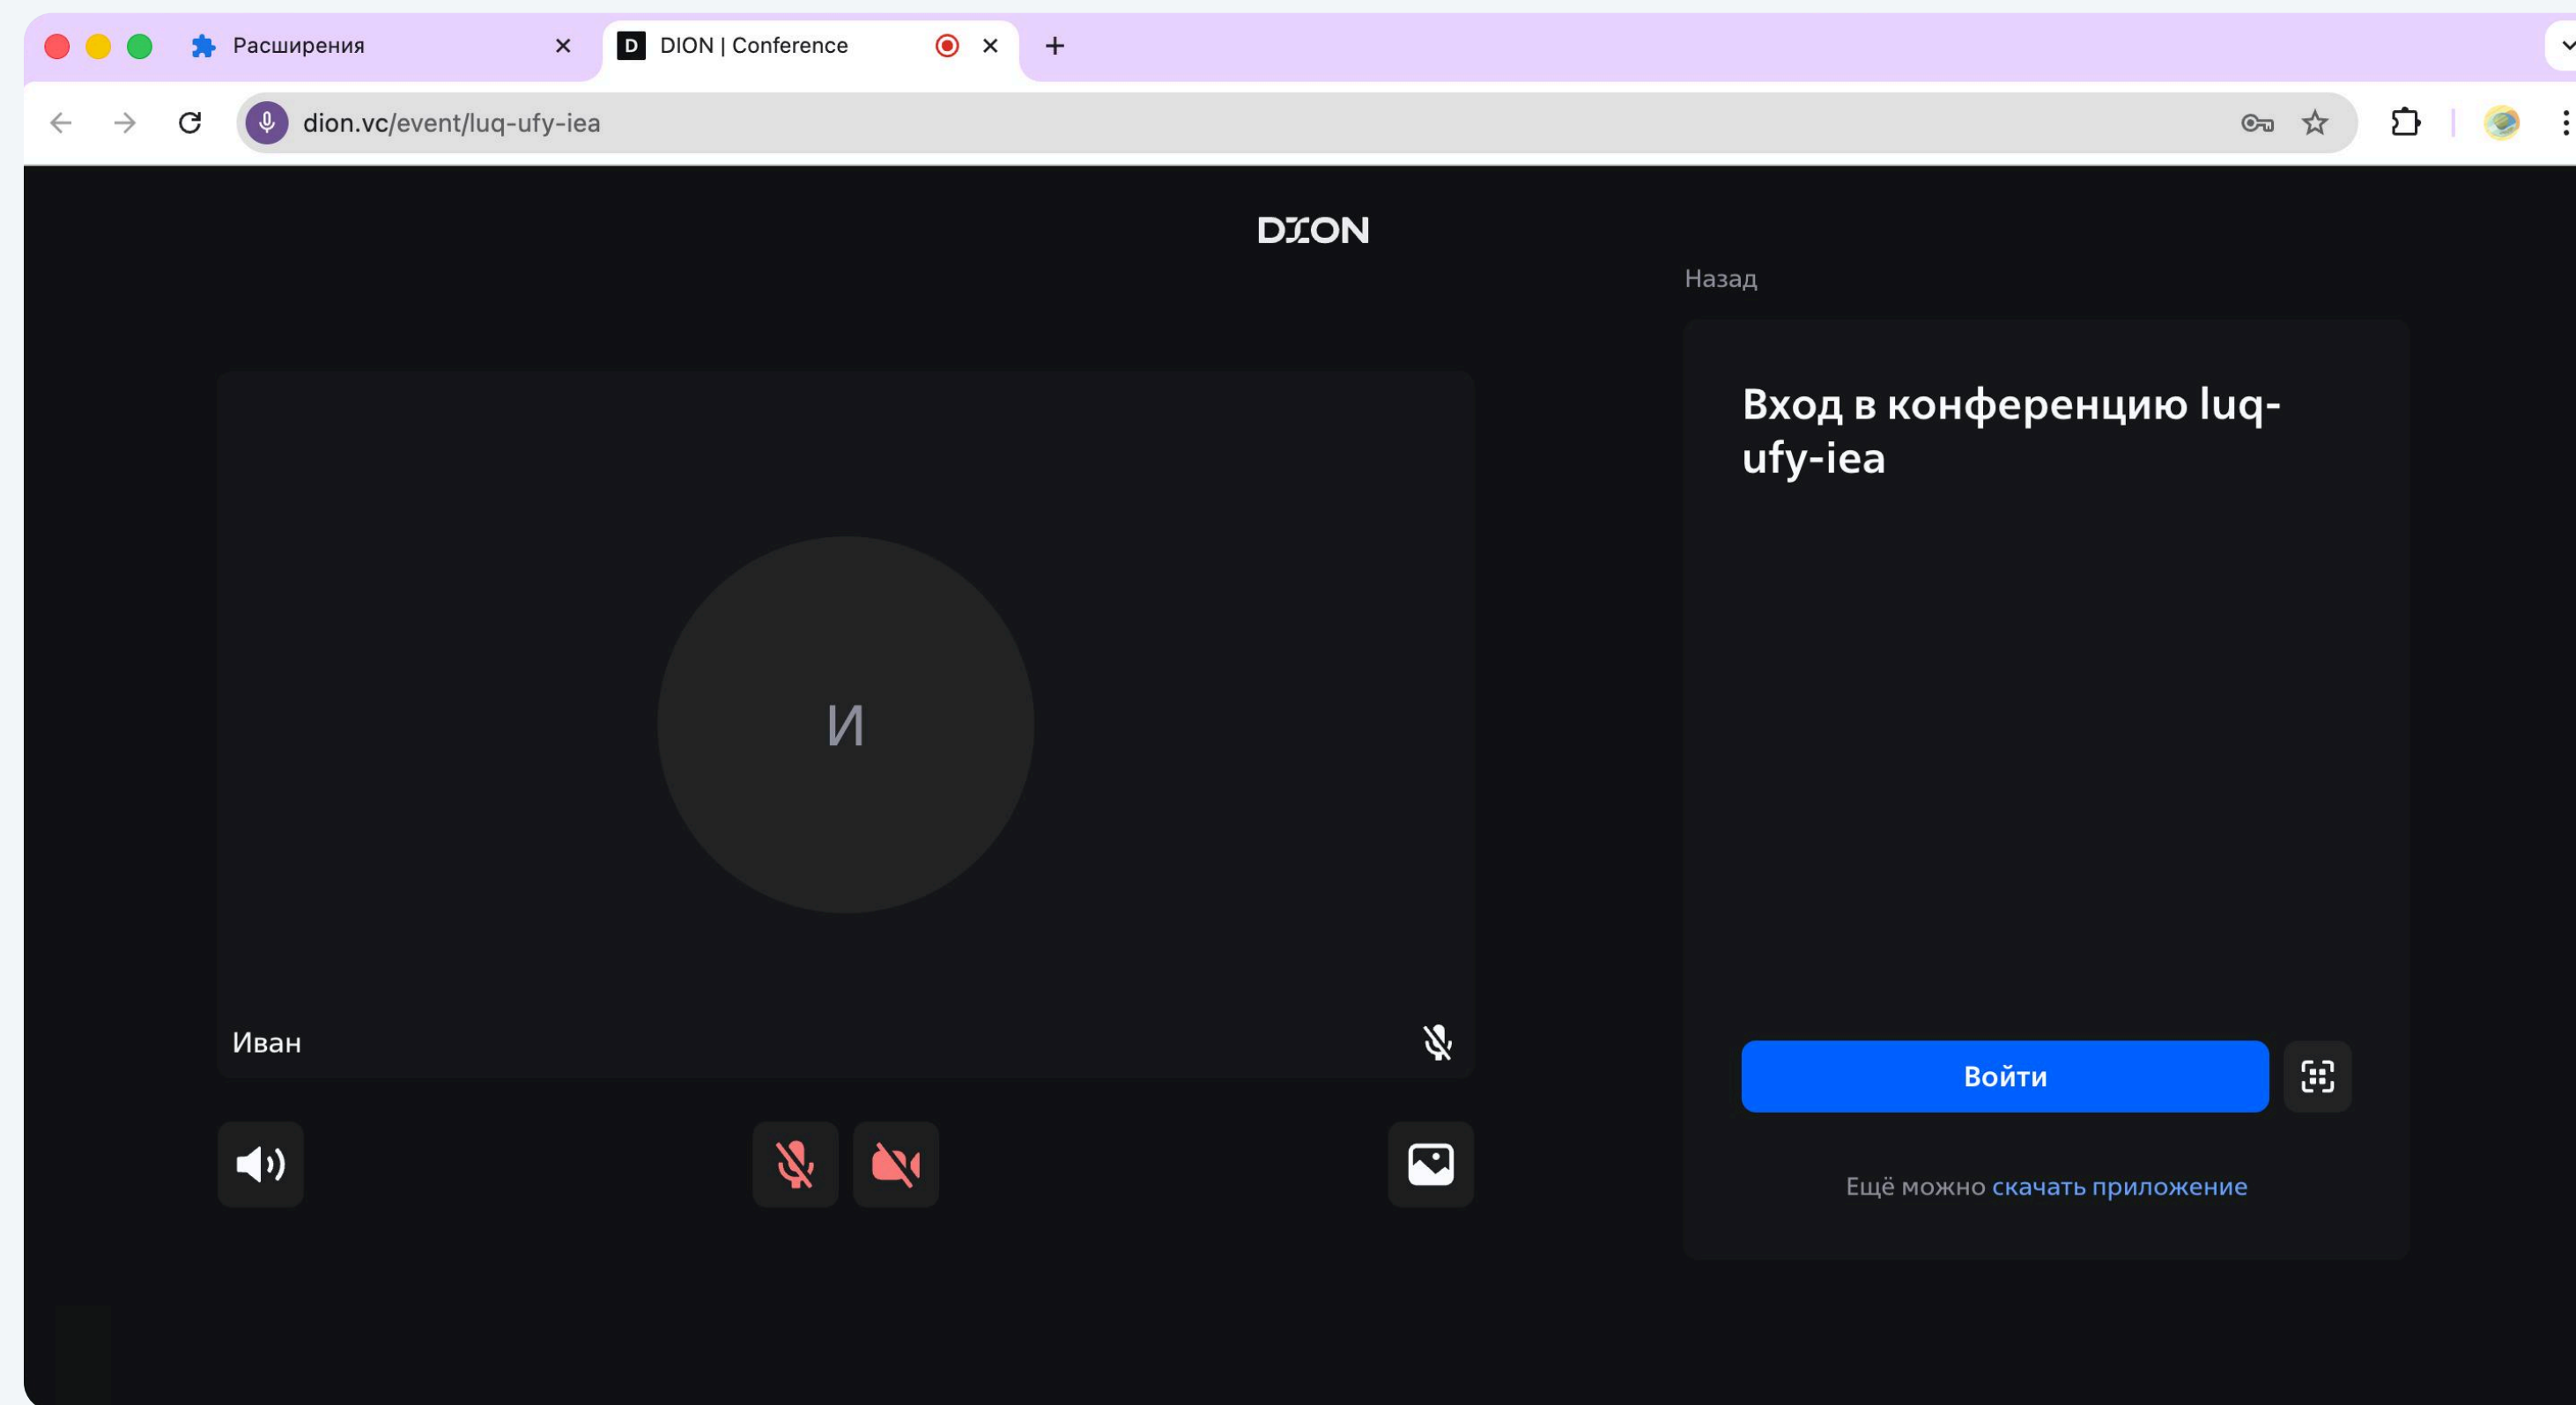 Расширения
DION | Conference
dion.vc/event/luq-ufy-iea
DION
Назад
Вход в конференцию luq-
ufy-iea
И
Иван
Войти
Ещё можно скачать приложение